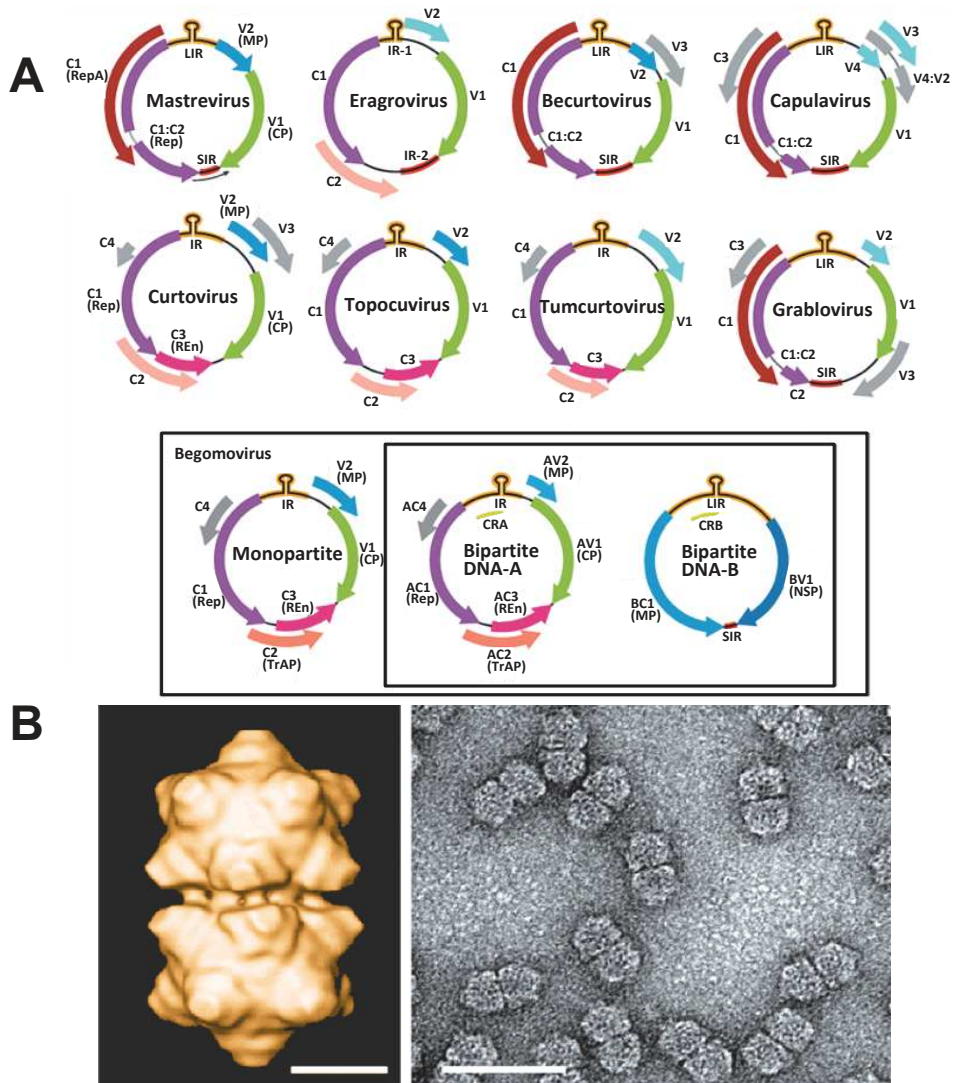 A
V2
(MP)
LIR
C1
(RepA)
Mastrevirus
C1:C2
(Rep)
V1
(CP)
SIR
V2
IR-1
C1
Eragrovirus
V1
IR-2
C2
LIR
V3
C1
V2
Becurtovirus
V1
C1:C2
SIR
LIR
V3
C3
V4
V4:V2
Capulavirus
C1
V1
C1:C2
SIR
V2
(MP)
V3
C4
IR
C1
(Rep)
Curtovirus
V1
(CP)
C3
(REn)
C2
C4
IR
V2
Topocuvirus
C1
V1
C3
C2
C4
IR
V2
Tumcurtovirus
C1
V1
C3
C2
C3
LIR
V2
C1
V1
Grablovirus
C1:C2
SIR
C2
V3
Begomovirus
V2
(MP)
C4
IR
Monopartite
V1
(CP)
C1
(Rep)
C3
(REn)
C2
(TrAP)
AV2
(MP)
AC4
IR
CRA
Bipartite
DNA-A
AV1
(CP)
AC1
(Rep)
AC3
(REn)
AC2
(TrAP)
LIR
CRB
Bipartite
DNA-B
BV1
(NSP)
BC1
(MP)
SIR
B